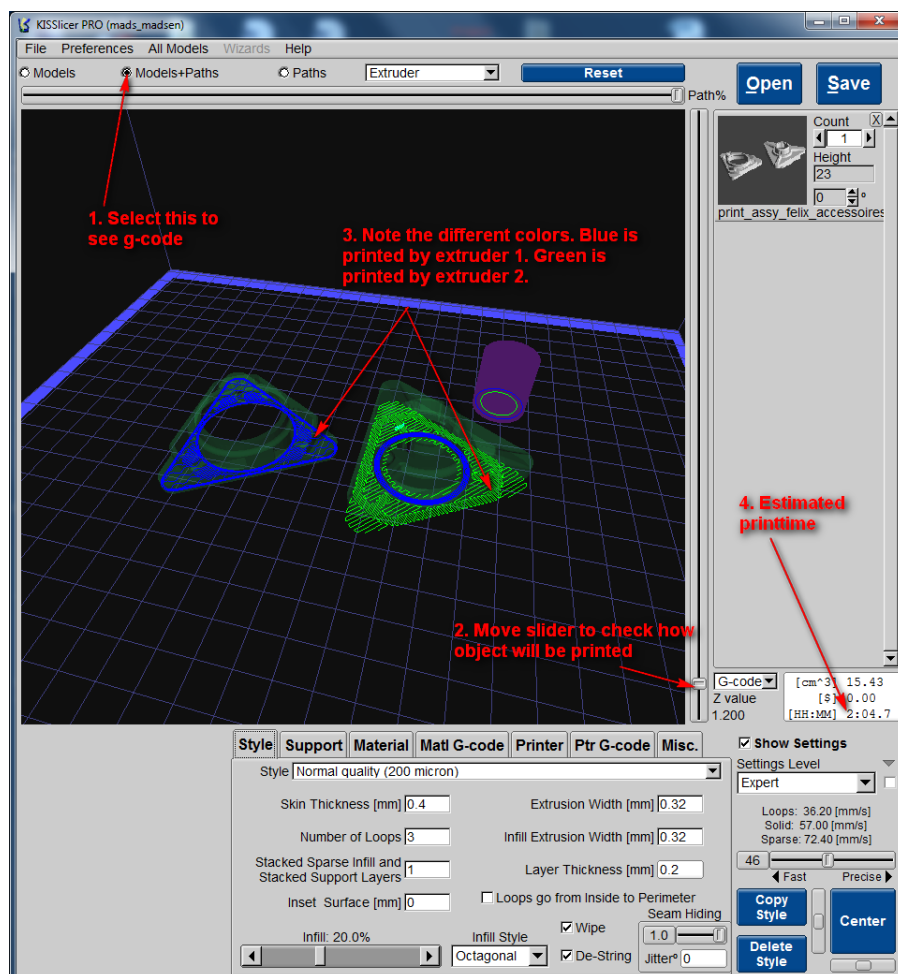 KISSlicer PRO (mads_madsen)
File Preferences All Models Wizards Help
Models Models+Paths Paths Extruder Reset
Open Save
Path%
Count X
1
Height
23
0 º
print_assy_felix_accessoires
1. Select this to
see g-code
3. Note the different colors. Blue is
printed by extruder 1. Green is
printed by extruder 2.
4. Estimated
printtime
2. Move slider to check how
object will be printed
G-code
Z value
1.200
[cm^3] 15.43
[$] 0.00
[HH:MM] 2:04.7
Style Support Material Matl G-code Printer Ptr G-code Misc.
Style Normal quality (200 micron)
Skin Thickness [mm] 0.4 Extrusion Width [mm] 0.32
Number of Loops 3 Infill Extrusion Width [mm] 0.32
Stacked Sparse Infill and
Stacked Support Layers 1 Layer Thickness [mm] 0.2
Inset Surface [mm] 0 Loops go from Inside to Perimeter
Infill: 20.0% Infill Style Wipe Seam Hiding
1.0
Octagonal De-String Jitterº 0
Show Settings
Settings Level
Expert
Loops: 36.20 [mm/s]
Solid: 57.00 [mm/s]
Sparse: 72.40 [mm/s]
46
Fast Precise
Copy
Style
Center
Delete
Style